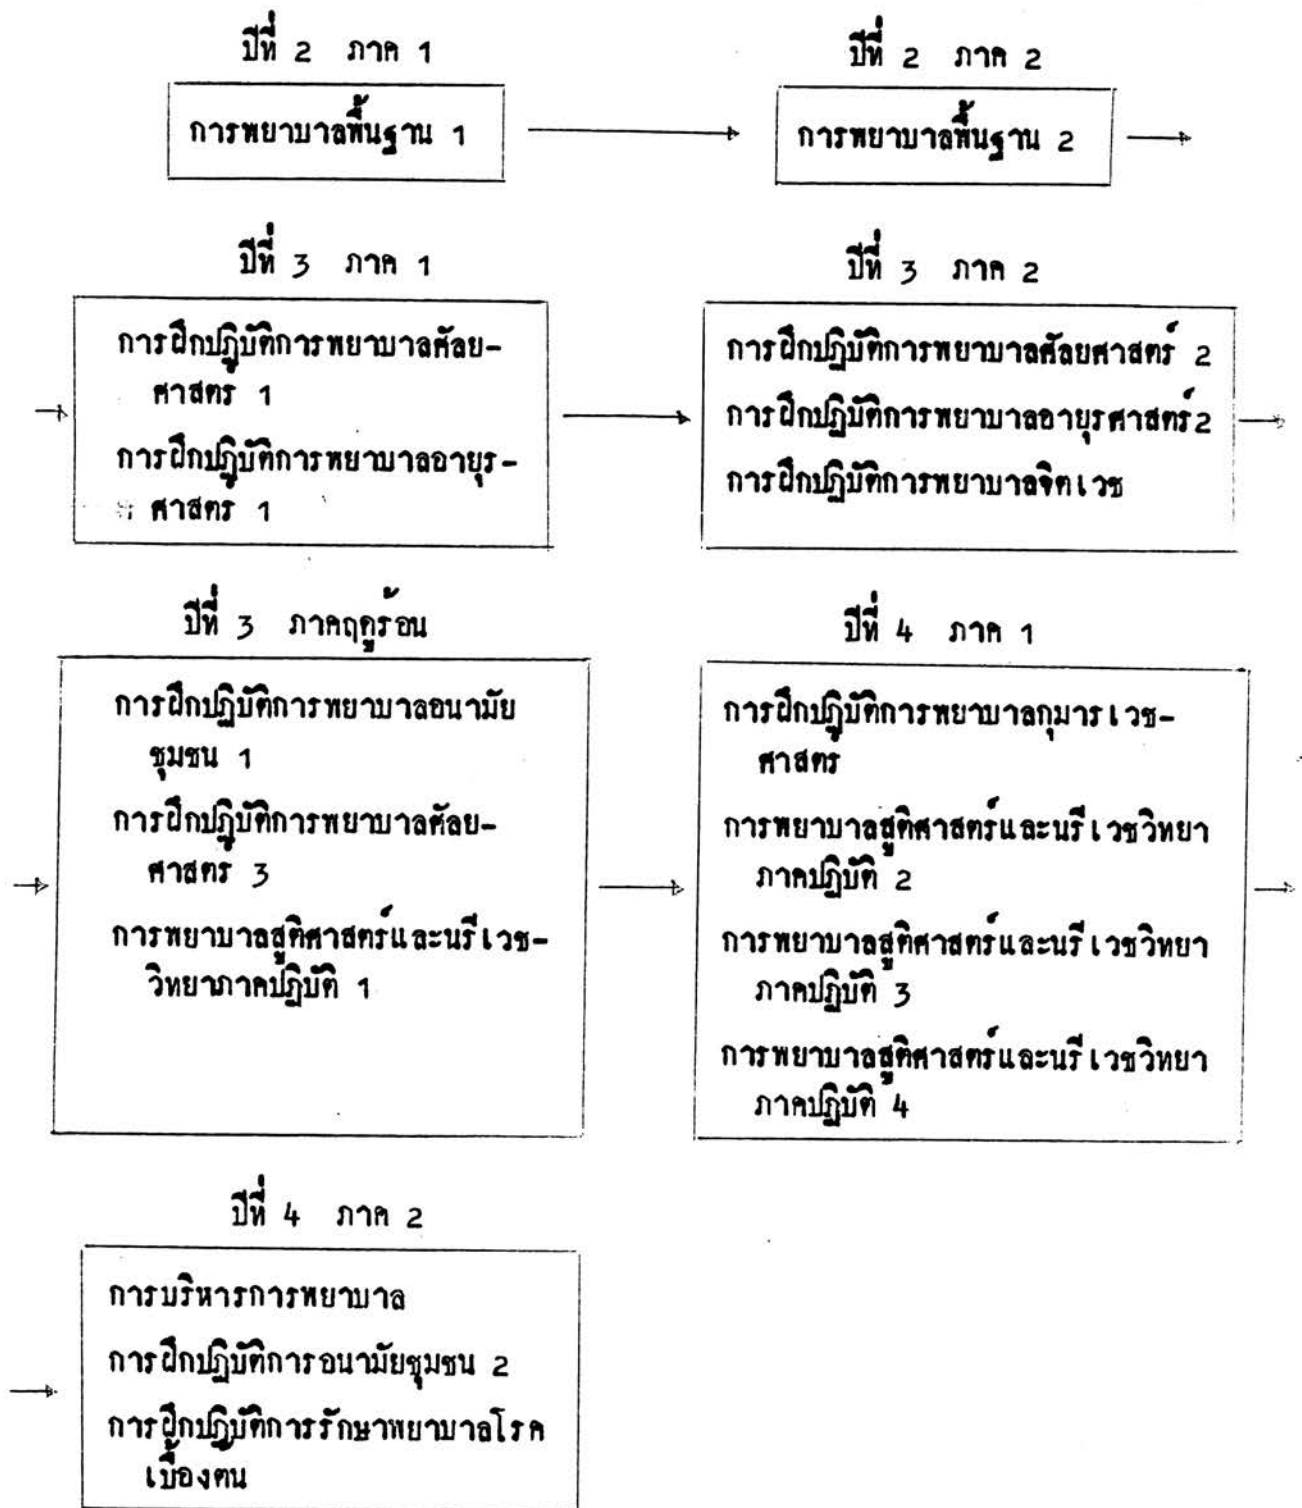 ปีที่ 2 ภาค 1
การพยาบาลพื้นฐาน 1
ปีที่ 2 ภาค 2
การพยาบาลพื้นฐาน 2
ปีที่ 3 ภาค 1
การฝึกปฏิบัติการพยาบาลศัลย-
ศาสตร์ 1
การฝึกปฏิบัติการพยาบาลอายุร-
ศาสตร์ 1
ปีที่ 3 ภาค 2
การฝึกปฏิบัติการพยาบาลศัลยศาสตร์ 2
การฝึกปฏิบัติการพยาบาลอายุรศาสตร์ 2
การฝึกปฏิบัติการพยาบาลจิตเวช
ปีที่ 3 ภาคฤดูร้อน
การฝึกปฏิบัติการพยาบาลอนามัย
ชุมชน 1
การฝึกปฏิบัติการพยาบาลศัลย-
ศาสตร์ 3
การพยาบาลสูติศาสตร์และนรีเวช-
วิทยาภาคปฏิบัติ 1
ปีที่ 4 ภาค 1
การฝึกปฏิบัติการพยาบาลกุมารเวช-
ศาสตร์
การพยาบาลสูติศาสตร์และนรีเวชวิทยา
ภาคปฏิบัติ 2
การพยาบาลสูติศาสตร์และนรีเวชวิทยา
ภาคปฏิบัติ 3
การพยาบาลสูติศาสตร์และนรีเวชวิทยา
ภาคปฏิบัติ 4
ปีที่ 4 ภาค 2
การบริหารการพยาบาล
การฝึกปฏิบัติการอนามัยชุมชน 2
การฝึกปฏิบัติการรักษาพยาบาลโรค
เบื้องตน